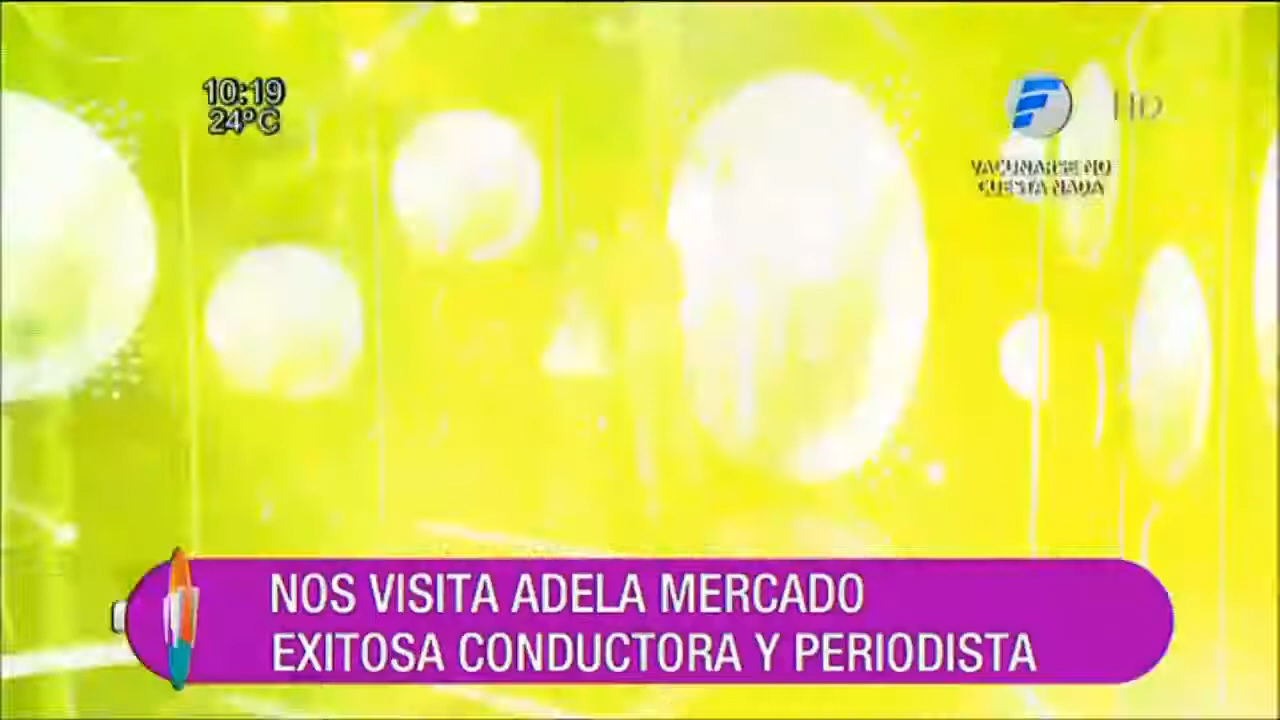 10:19
24°C
HD
VACUNARSE NO
CUESTA NADA
NOS VISITA ADELA MERCADO
EXITOSA CONDUCTORA Y PERIODISTA